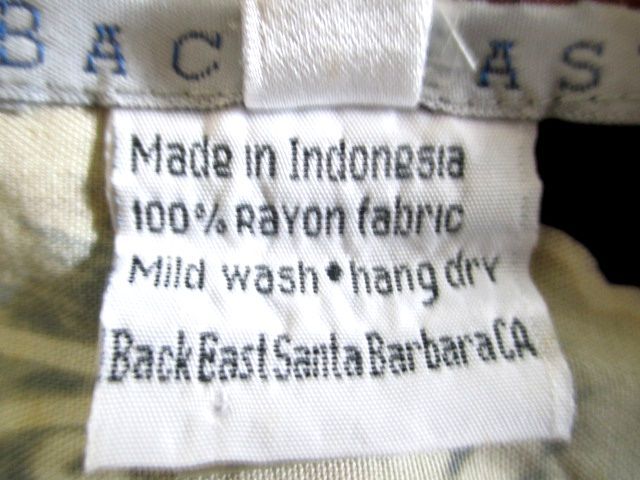 BAC AS
Made in Indonesia
100% Rayon fabric
Mild wash • hang dry
Back East Santa Barbara CA